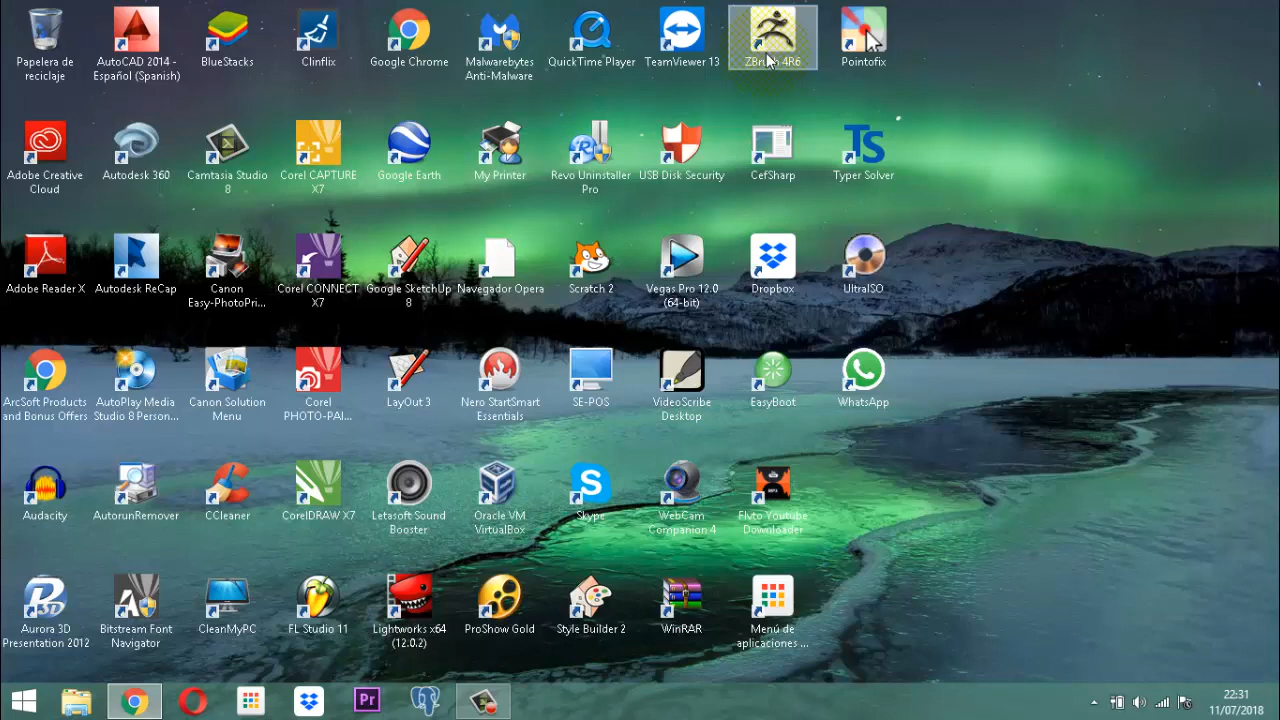 Papelera de
reciclaje
AutoCAD 2014 -
Español (Spanish)
BlueStacks
Clinflix
Google Chrome
Malwarebytes
Anti-Malware
QuickTime Player
TeamViewer 13
ZBrush 4R6
Pointofix
Adobe Creative
Cloud
Autodesk 360
Camtasia Studio
8
Corel CAPTURE
X7
Google Earth
My Printer
Revo Uninstaller
Pro
USB Disk Security
CefSharp
TS
Typer Solver
Adobe Reader X
Autodesk ReCap
Canon
Easy-PhotoPri...
Corel CONNECT
X7
Google SketchUp
8
Navegador Opera
Scratch 2
Vegas Pro 12.0
(64-bit)
Dropbox
UltraISO
ArcSoft Products
and Bonus Offers
AutoPlay Media
Studio 8 Person...
Canon Solution
Menu
Corel
PHOTO-PAI...
LayOut 3
Nero StartSmart
Essentials
SE-POS
VideoScribe
Desktop
EasyBoot
WhatsApp
Audacity
AutorunRemover
CCleaner
CorelDRAW X7
Letasoft Sound
Booster
Oracle VM
VirtualBox
Skype
WebCam
Companion 4
Flvto Youtube
Downloader
Aurora 3D
Presentation 2012
Bitstream Font
Navigator
CleanMyPC
FL Studio 11
Lightworks x64
(12.0.2)
ProShow Gold
Style Builder 2
WinRAR
Menú de
aplicaciones ...
Pr
22:31
11/07/2018